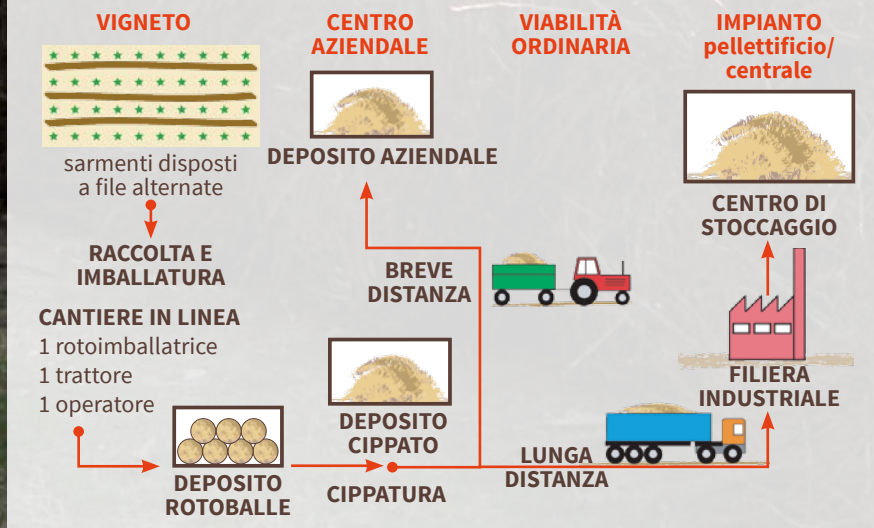 VIGNETO
sarmenti disposti
a file alternate
RACCOLTA E
IMBALLATURA
CANTIERE IN LINEA
1 rotoimballatrice
1 trattore
1 operatore
DEPOSITO
ROTOBALLE
CENTRO
AZIENDALE
DEPOSITO AZIENDALE
BREVE
DISTANZA
DEPOSITO
CIPPATO
CIPPATURA
VIABILITÀ
ORDINARIA
LUNGA
DISTANZA
IMPIANTO
pellettificio/
centrale
CENTRO DI
STOCCAGGIO
FILIERA
INDUSTRIALE